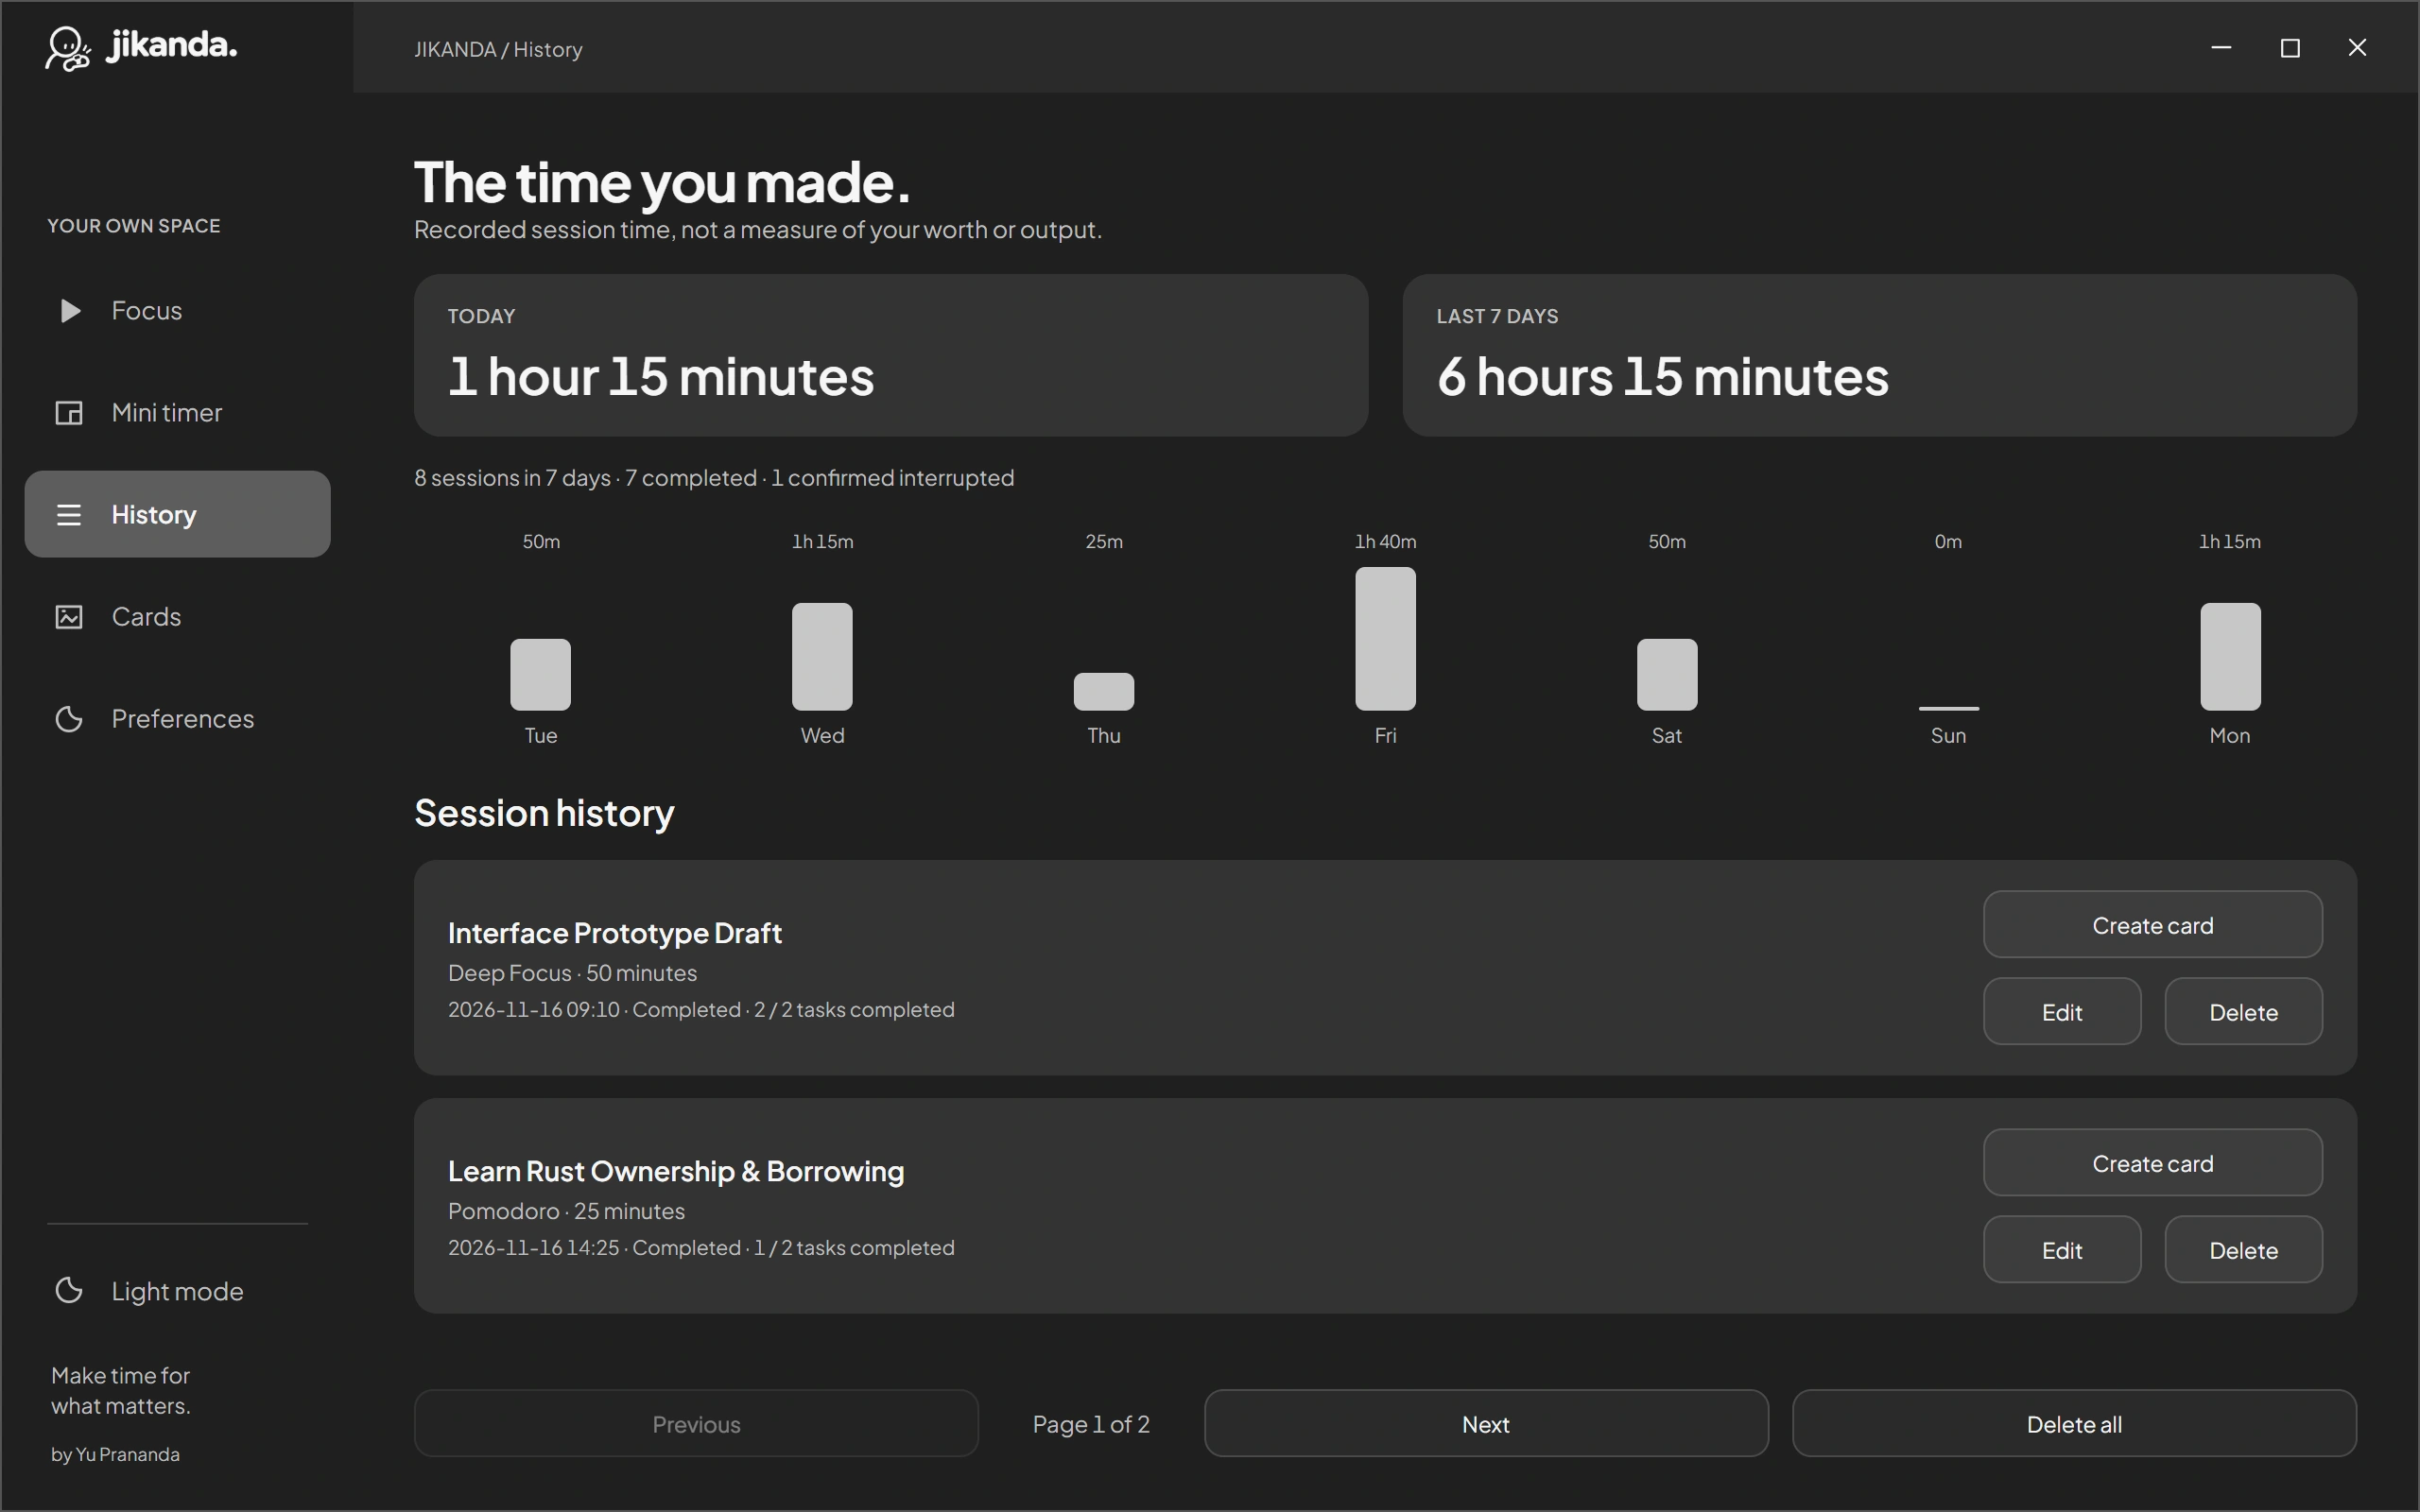 jikanda.
JIKANDA / History
YOUR OWN SPACE
Focus
Mini timer
History
Cards
Preferences
Light mode
Make time for
what matters.
by Yu Prananda
The time you made.
Recorded session time, not a measure of your worth or output.
TODAY
1 hour 15 minutes
LAST 7 DAYS
6 hours 15 minutes
8 sessions in 7 days · 7 completed · 1 confirmed interrupted
50m 1h 15m 25m 1h 40m 50m 0m 1h 15m
Tue Wed Thu Fri Sat Sun Mon
Session history
Interface Prototype Draft
Deep Focus · 50 minutes
2026-11-16 09:10 · Completed · 2 / 2 tasks completed
Create card
Edit Delete
Learn Rust Ownership & Borrowing
Pomodoro · 25 minutes
2026-11-16 14:25 · Completed · 1 / 2 tasks completed
Create card
Edit Delete
Previous Page 1 of 2 Next Delete all